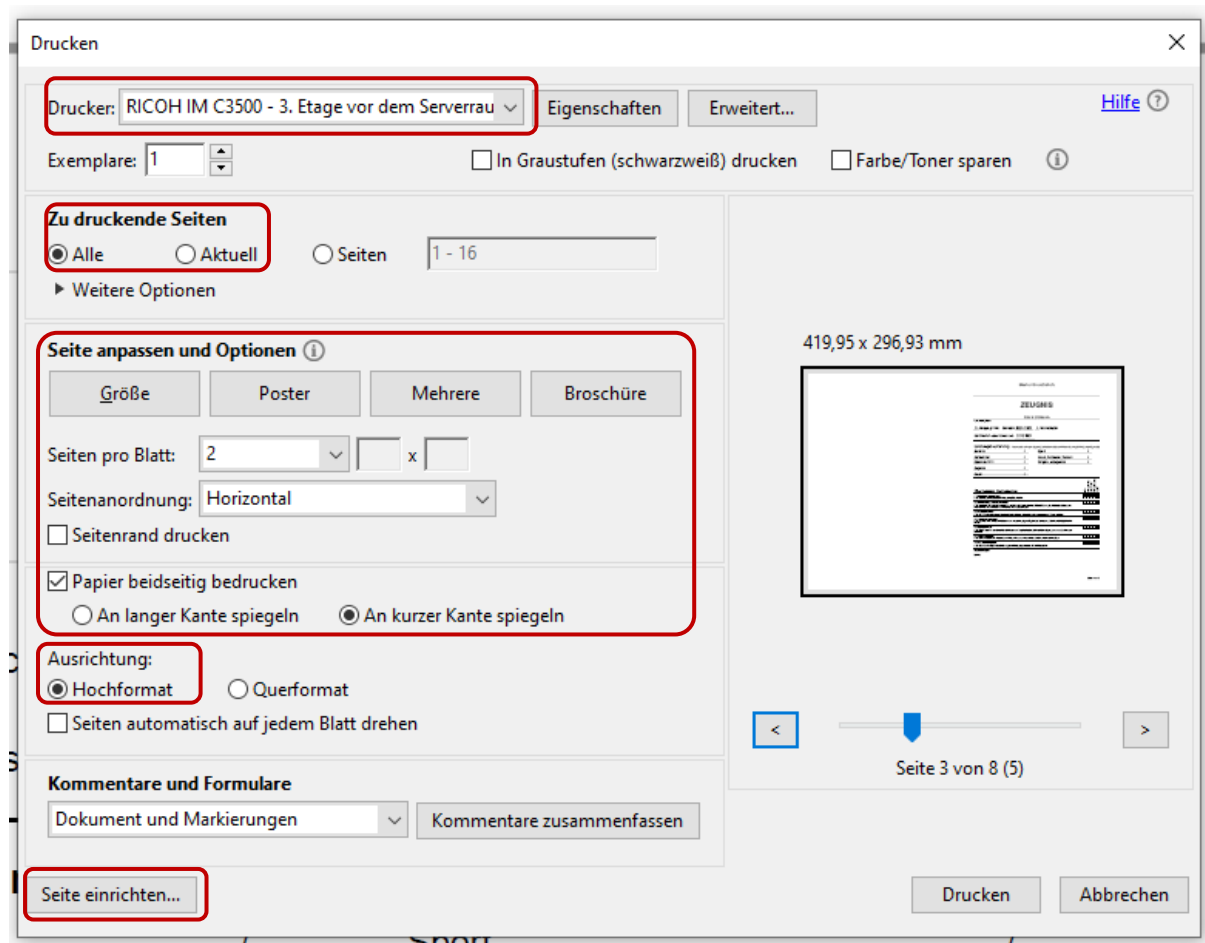 Drucken
Drucker: RICOH IM C3500 - 3. Etage vor dem Serverrau Eigenschaften Erweitert... Hilfe
Exemplare: 1 In Graustufen (schwarzweiß) drucken Farbe/Toner sparen
Zu druckende Seiten
Alle Aktuell Seiten 1 - 16
Weitere Optionen
Seite anpassen und Optionen
Größe Poster Mehrere Broschüre
Seiten pro Blatt: 2 x
Seitenanordnung: Horizontal
Seitenrand drucken
Papier beidseitig bedrucken
An langer Kante spiegeln An kurzer Kante spiegeln
Ausrichtung:
Hochformat Querformat
Seiten automatisch auf jedem Blatt drehen
Kommentare und Formulare
Dokument und Markierungen Kommentare zusammenfassen
419,95 x 296,93 mm
ZEUGNIS
< >
Seite 3 von 8 (5)
Seite einrichten... Drucken Abbrechen